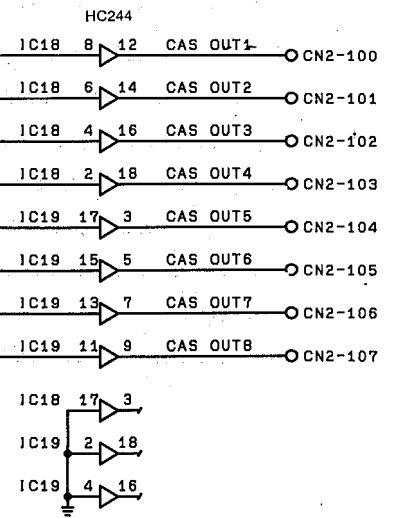 HC244
IC18 8 12 CAS OUT1 CN2-100
IC18 6 14 CAS OUT2 CN2-101
IC18 4 16 CAS OUT3 CN2-102
IC18 2 18 CAS OUT4 CN2-103
IC19 17 3 CAS OUT5 CN2-104
IC19 15 5 CAS OUT6 CN2-105
IC19 13 7 CAS OUT7 CN2-106
IC19 11 9 CAS OUT8 CN2-107
IC18 17 3
IC19 2 18
IC19 4 16